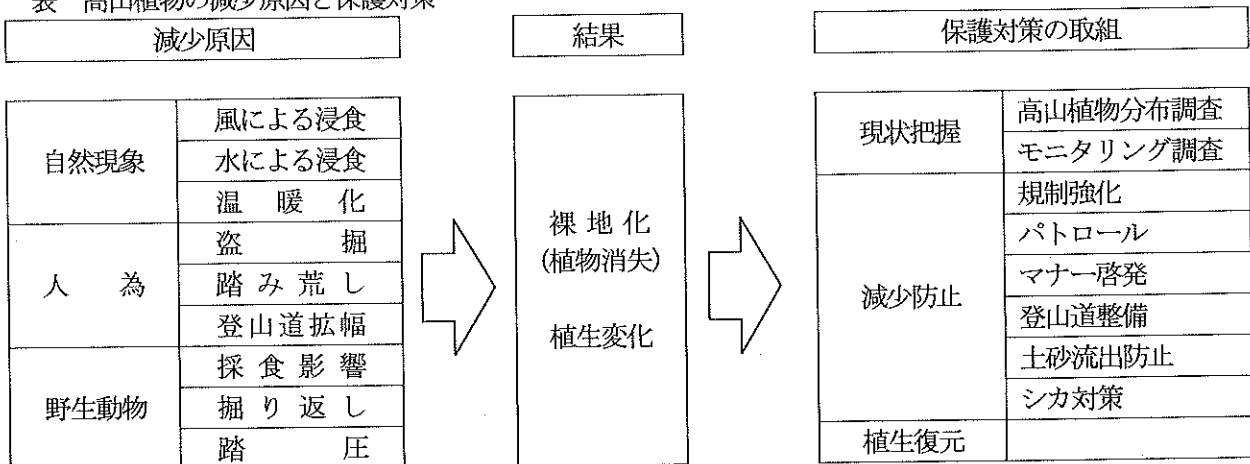 表 高山植物の減少原因と保護対策
減少原因
結果
保護対策の取組
自然現象
風による浸食
水による浸食
温暖化
人為
盗掘
踏み荒し
登山道拡幅
野生動物
採食影響
掘り返し
踏圧
裸地化
(植物消失)
植生変化
現状把握
高山植物分布調査
モニタリング調査
減少防止
規制強化
パトロール
マナー啓発
登山道整備
土砂流出防止
シカ対策
植生復元